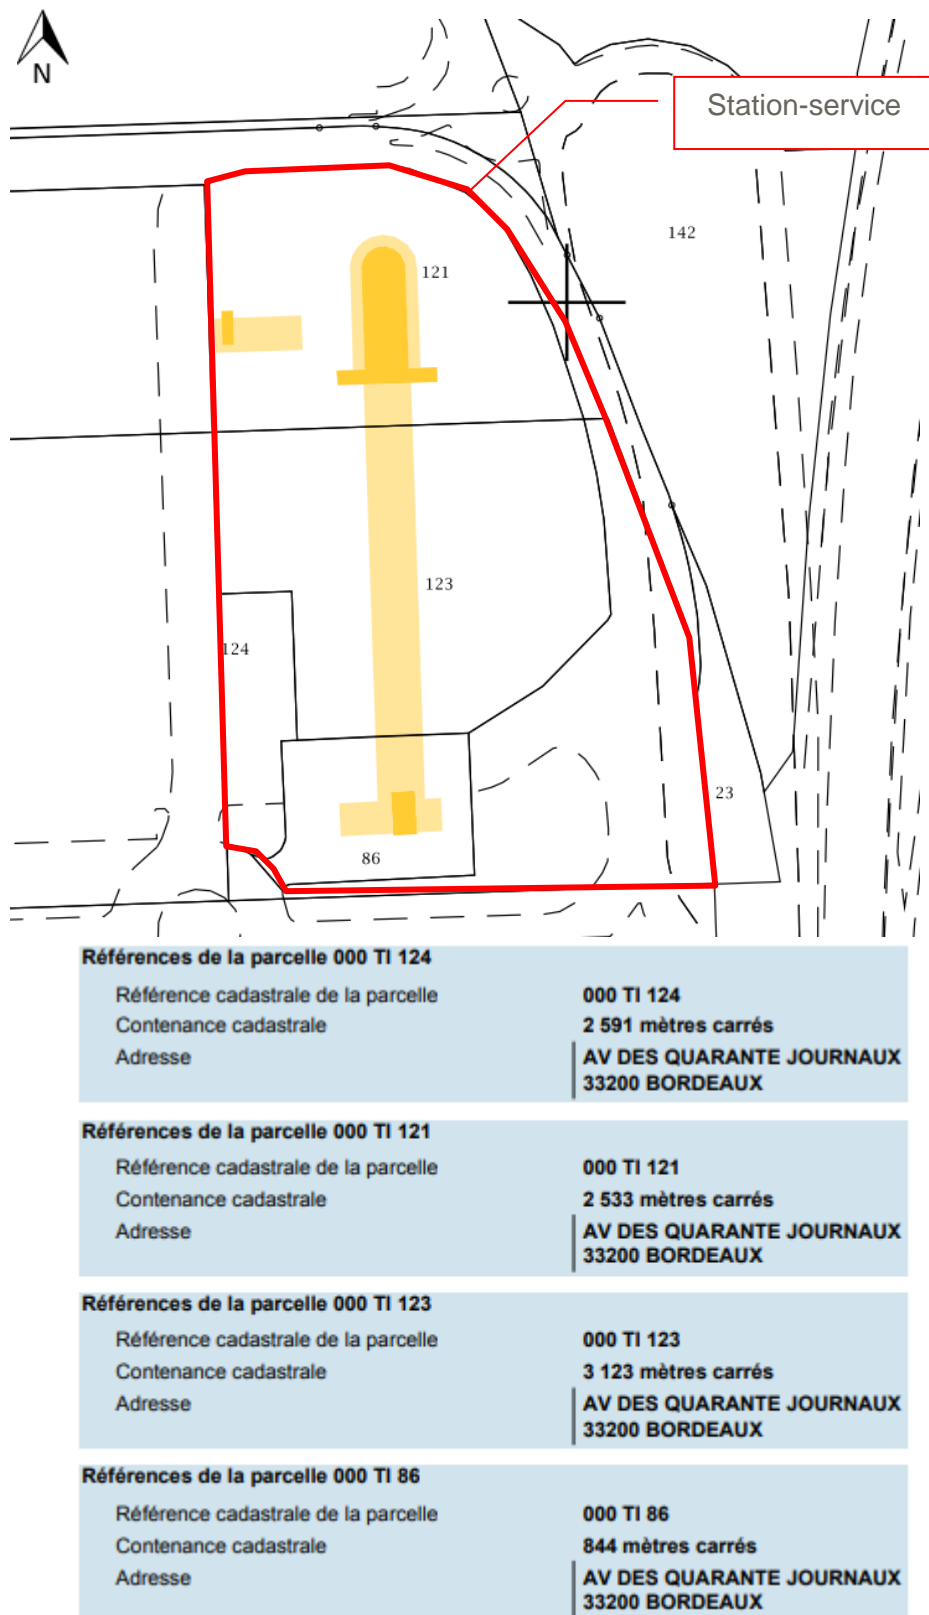 N
Station-service
142
121
123
124
23
86
Références de la parcelle 000 TI 124
Référence cadastrale de la parcelle 000 TI 124
Contenance cadastrale 2 591 mètres carrés
Adresse AV DES QUARANTE JOURNAUX
33200 BORDEAUX
Références de la parcelle 000 TI 121
Référence cadastrale de la parcelle 000 TI 121
Contenance cadastrale 2 533 mètres carrés
Adresse AV DES QUARANTE JOURNAUX
33200 BORDEAUX
Références de la parcelle 000 TI 123
Référence cadastrale de la parcelle 000 TI 123
Contenance cadastrale 3 123 mètres carrés
Adresse AV DES QUARANTE JOURNAUX
33200 BORDEAUX
Références de la parcelle 000 TI 86
Référence cadastrale de la parcelle 000 TI 86
Contenance cadastrale 844 mètres carrés
Adresse AV DES QUARANTE JOURNAUX
33200 BORDEAUX